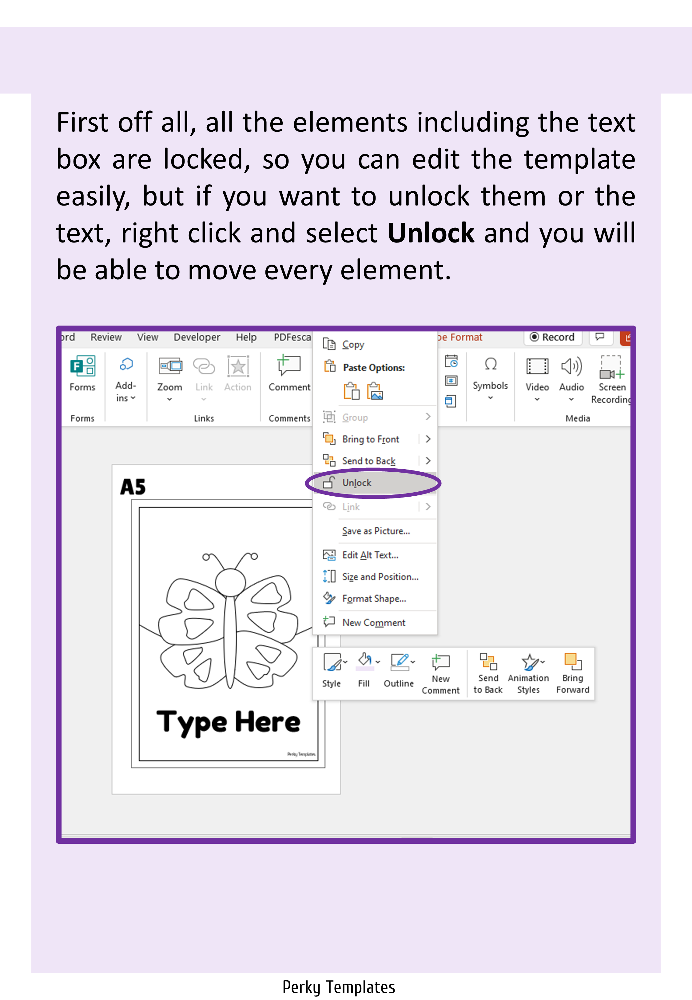 First off all, all the elements including the text
box are locked, so you can edit the template
easily, but if you want to unlock them or the
text, right click and select Unlock and you will
be able to move every element.
ord Review View Developer Help PDFesca
pe Format
Record
Forms
Add-
ins
Zoom
Link
Action
Comment
Symbols
Video
Audio
Screen
Recording
Forms
Links
Comments
Media
Copy
Paste Options:
Group
Bring to Front
Send to Back
Unlock
Link
Save as Picture...
Edit Alt Text...
Size and Position...
Format Shape...
New Comment
A5
Style
Fill
Outline
New
Comment
Send
to Back
Animation
Styles
Bring
Forward
Type Here
Perky Templates
Perky Templates